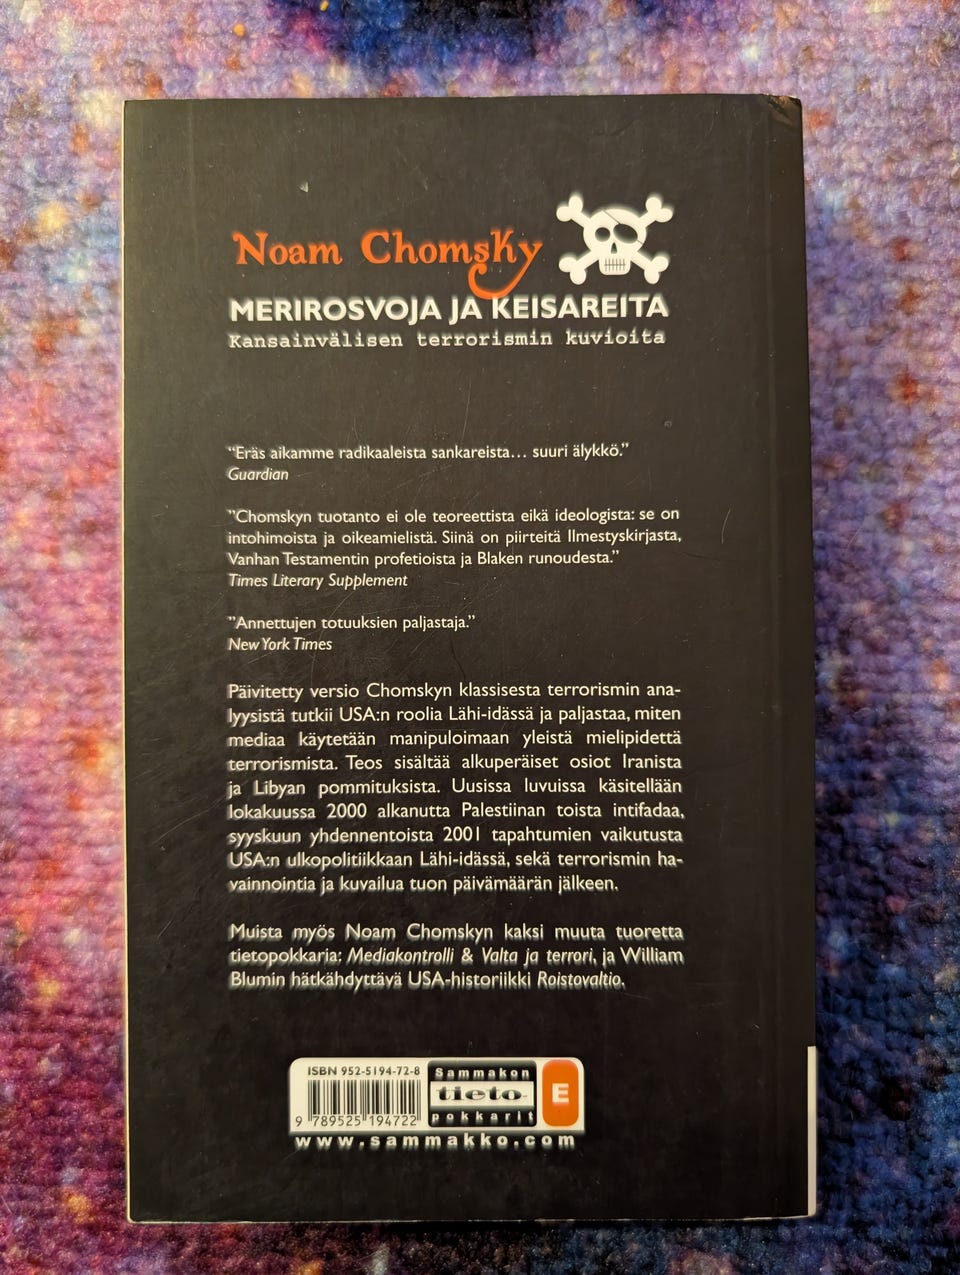 Noam Chomsky
MERIROSVOJA JA KEISAREITA
Kansainvälisen terrorismin kuvioita
“Eräs aikamme radikaaleista sankareista... suuri älykkö.”
Guardian
”Chomskyn tuotanto ei ole teoreettista eikä ideologista: se on
intohimoista ja oikeamielistä. Siinä on piirteitä Ilmestyskirjasta,
Vanhan Testamentin profetioista ja Blaken runoudesta.”
Times Literary Supplement
”Annettujen totuuksien paljastaja.”
New York Times
Päivitetty versio Chomskyn klassisesta terrorismin ana-
lyysistä tutkii USA:n roolia Lähi-idässä ja paljastaa, miten
mediaa käytetään manipuloimaan yleistä mielipidettä
terrorismista. Teos sisältää alkuperäiset osiot Iranista
ja Libyan pommituksista. Uusissa luvuissa käsitellään
lokakuussa 2000 alkanutta Palestiinan toista intifadaa,
syyskuun yhdennentoista 2001 tapahtumien vaikutusta
USA:n ulkopolitiikkaan Lähi-idässä, sekä terrorismin ha-
vainnointia ja kuvailua tuon päivämäärän jälkeen.
Muista myös Noam Chomskyn kaksi muuta tuoretta
tietopokkaria: Mediakontrolli & Valta ja terrori, ja William
Blumin hätkähdyttävä USA-historiikki Roistovaltio.
ISBN 952-5194-72-8
9 789525 194722
Sammakon
tieto-
pokkarit
E
www.sammakko.com